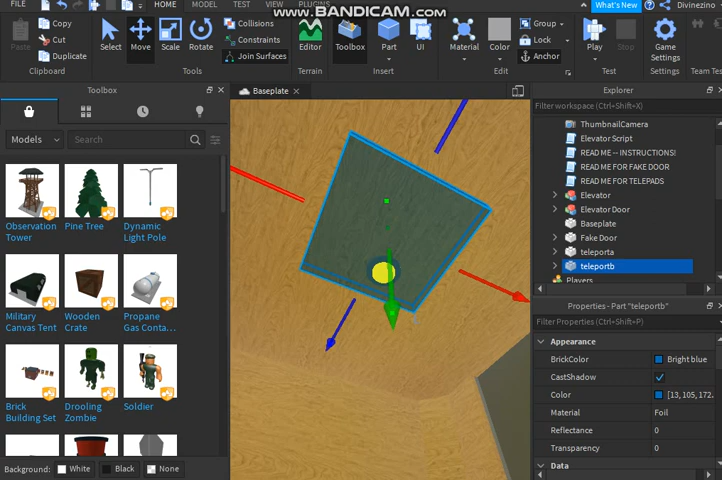 FILE HOME MODEL TEST VIEW PLUGINS
www.BANDICAM.com
What's New Divinezino
Paste Copy Cut Duplicate
Select Move Scale Rotate
Collisions Constraints Join Surfaces
Editor Toolbox Part UI
Material Color
Group Lock Anchor
Play Stop
Game Settings
Clipboard Tools Terrain Insert Edit Test Settings Team Test
Toolbox
Baseplate
Explorer
Filter workspace (Ctrl+Shift+X)
Models Search
Observation Tower
Pine Tree
Dynamic Light Pole
Military Canvas Tent
Wooden Crate
Propane Gas Conta...
Brick Building Set
Drooling Zombie
Soldier
Background: White Black None
ThumbnailCamera
Elevator Script
READ ME -- INSTRUCTIONS!
READ ME FOR FAKE DOOR
READ ME FOR TELEPADS
Elevator
Elevator Door
Baseplate
Fake Door
teleporta
teleportb
Players
Properties - Part "teleportb"
Filter Properties (Ctrl+Shift+P)
Appearance
BrickColor Bright blue
CastShadow
Color [13, 105, 172...
Material Foil
Reflectance 0
Transparency 0
Data